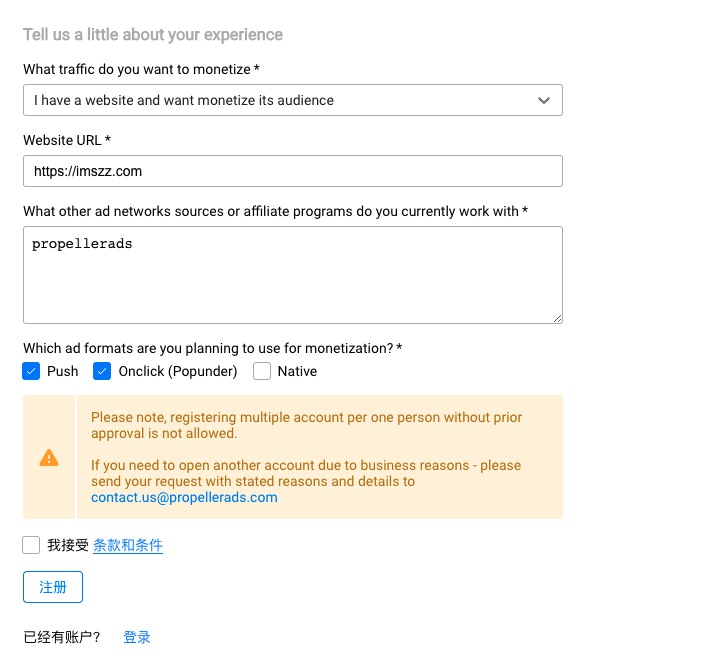 Tell us a little about your experience
What traffic do you want to monetize *
I have a website and want monetize its audience
Website URL *
https://imszz.com
What other ad networks sources or affiliate programs do you currently work with *
propellerads
Which ad formats are you planning to use for monetization? *
Push Onclick (Popunder) Native
Please note, registering multiple account per one person without prior
approval is not allowed.
If you need to open another account due to business reasons - please
send your request with stated reasons and details to
contact.us@propellerads.com
我接受 条款和条件
注册
已经有账户? 登录